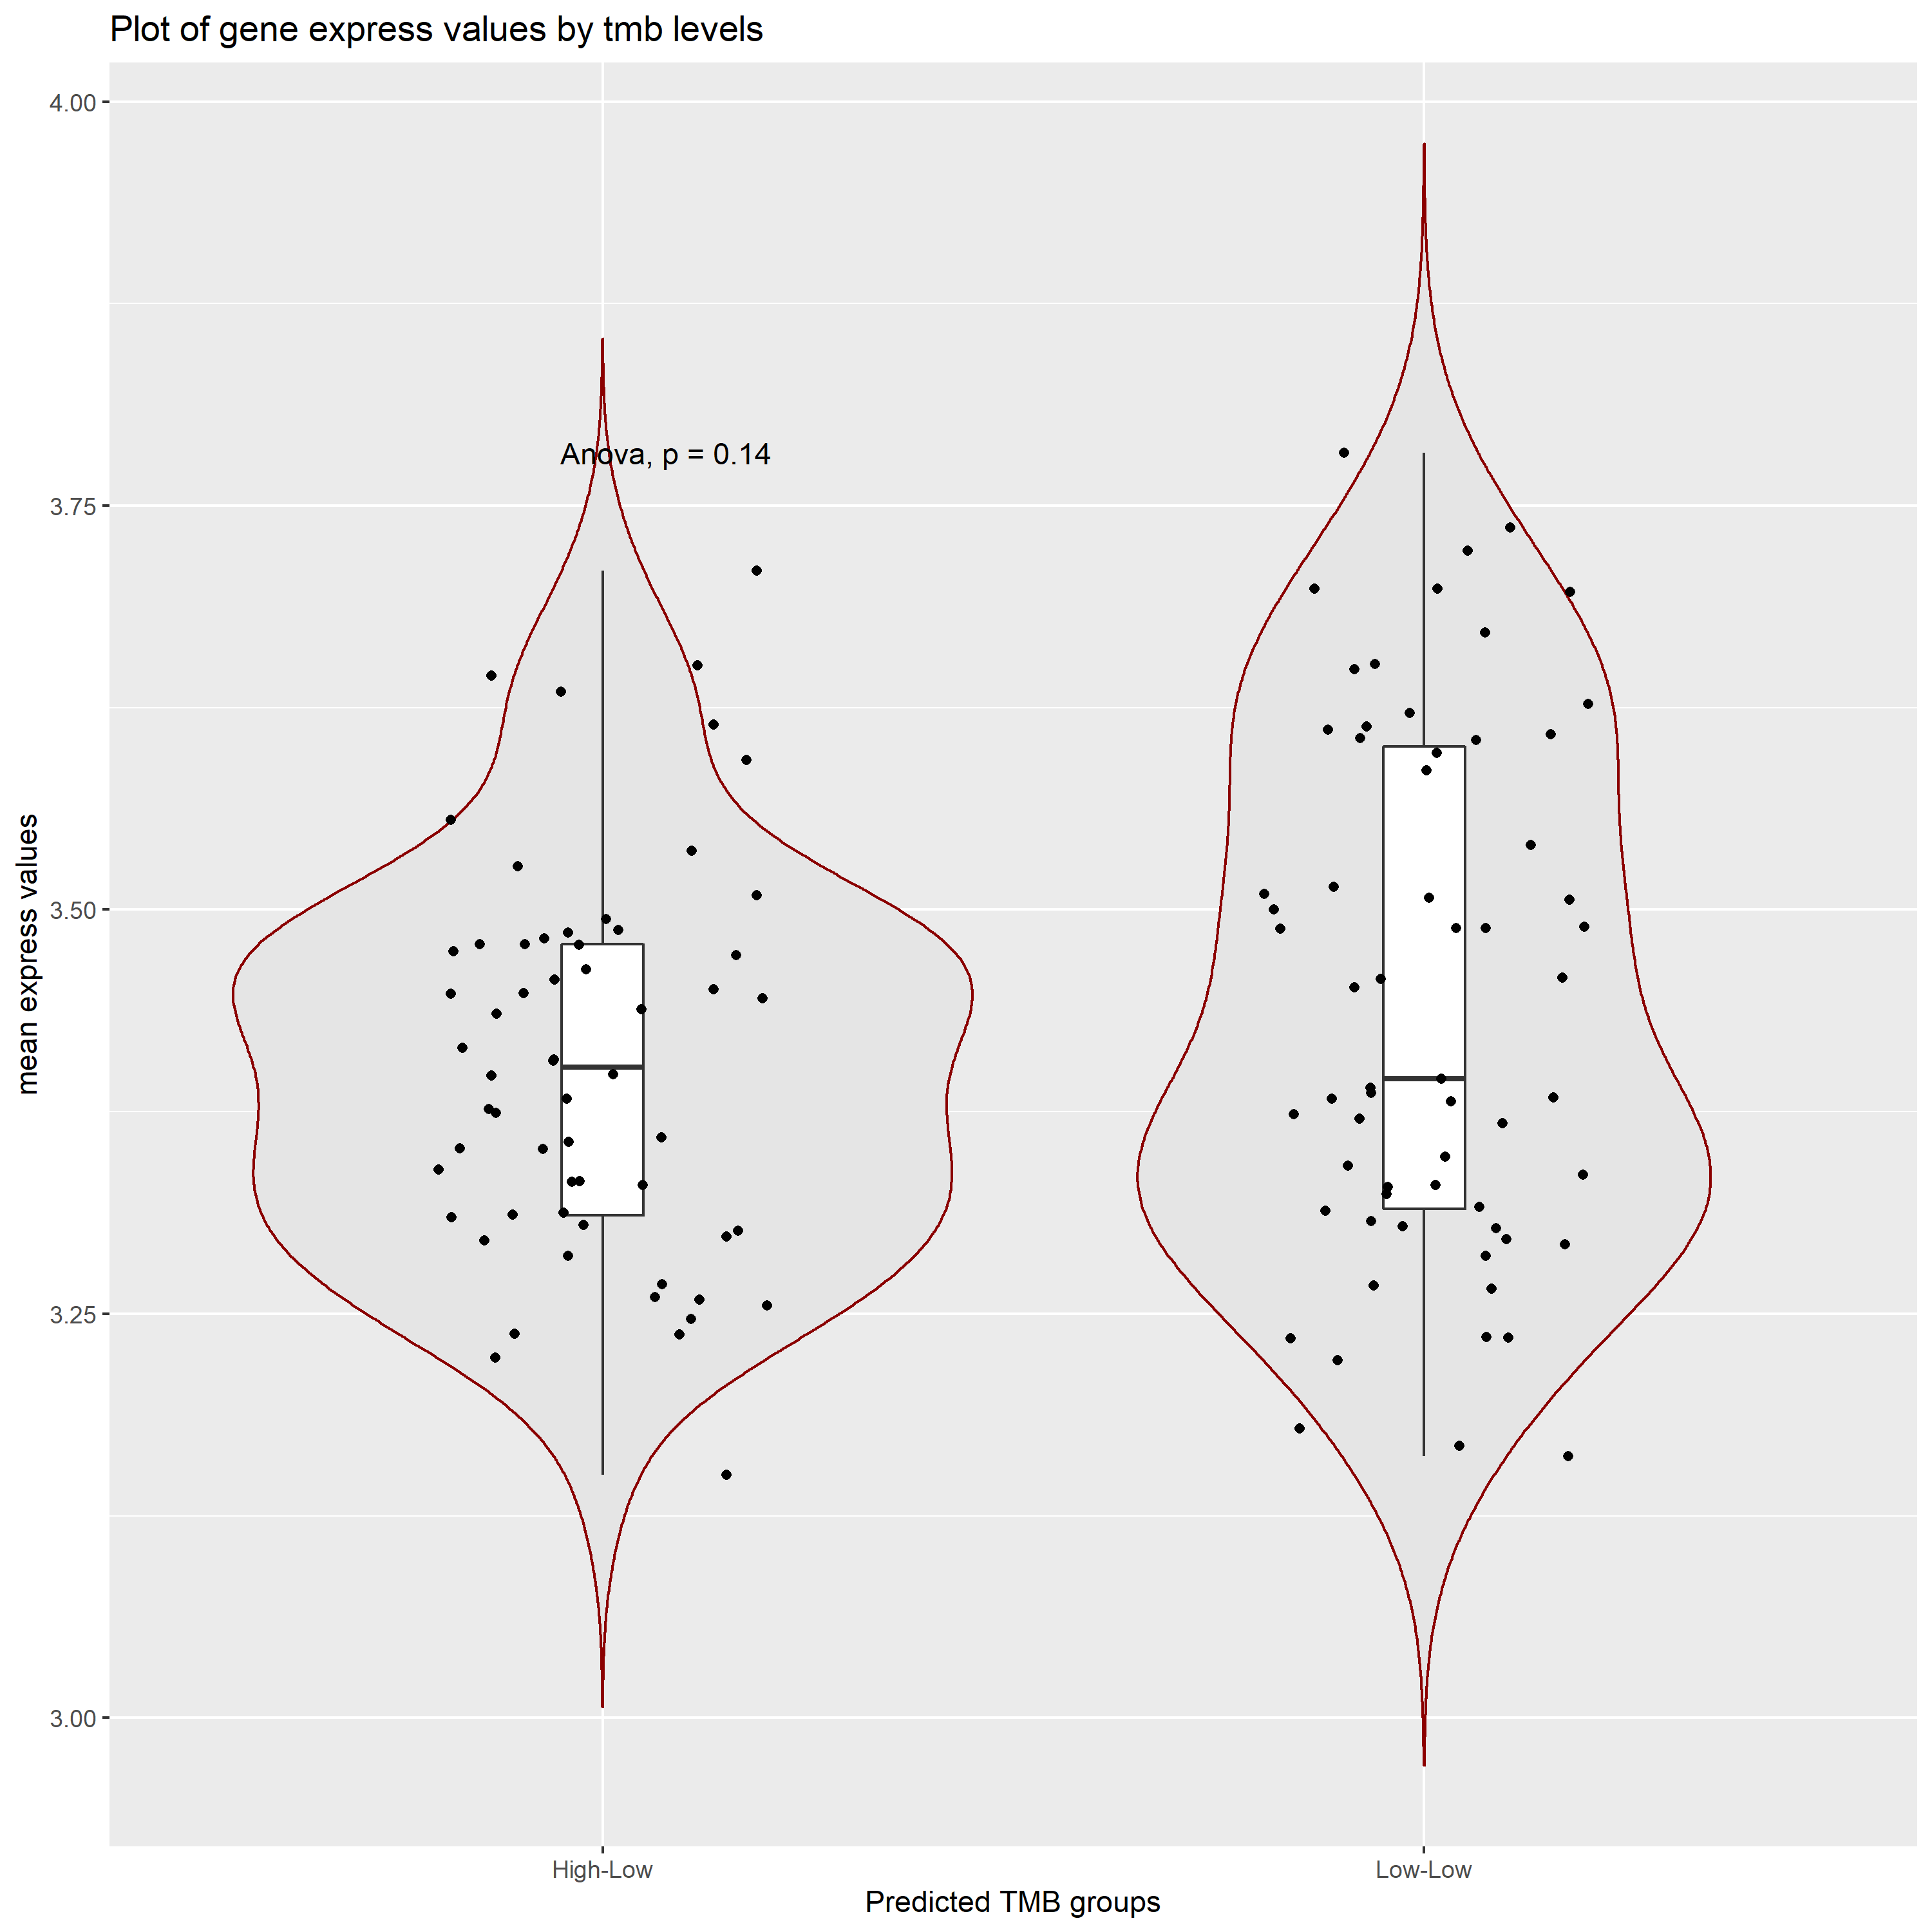 Plot of gene express values by tmb levels
4.00
Anova, p = 0.14
3.75
3.50
mean express values
3.25
3.00
High-Low
Low-Low
Predicted TMB groups